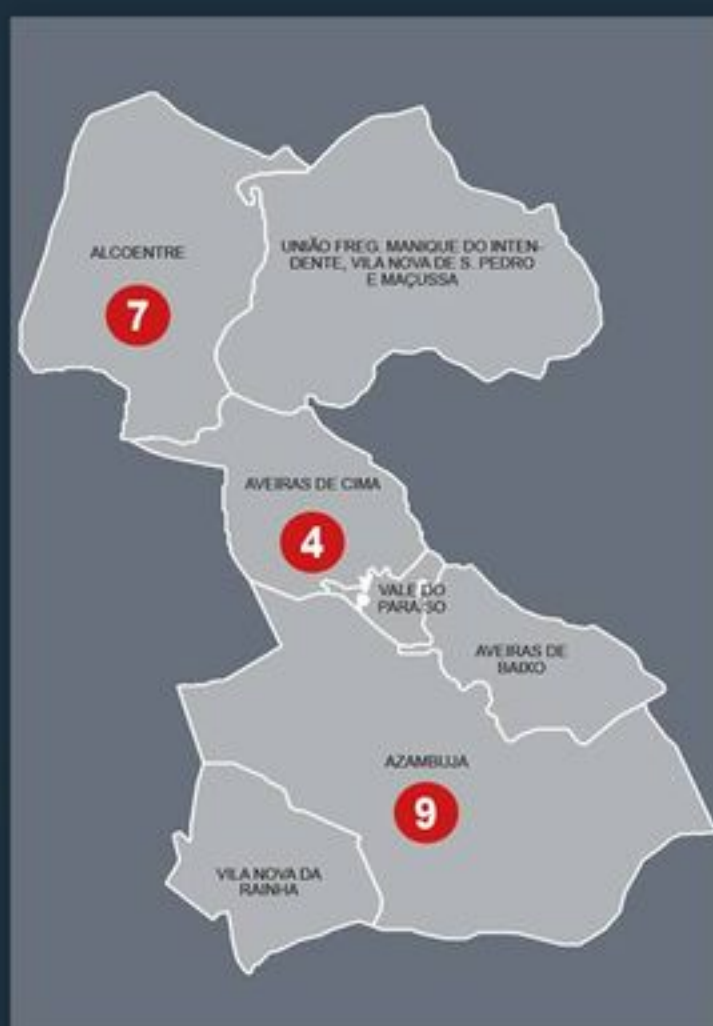 ALCOENTRE
7
UNIÃO FREG. MANIQUE DO INTEN-
DENTE, VILA NOVA DE S. PEDRO
E MAÇUSSA
AVEIRAS DE CIMA
4
VALE DO
PARAISO
AVEIRAS DE
BAIXO
AZAMBUJA
9
VILA NOVA DA
RAINHA